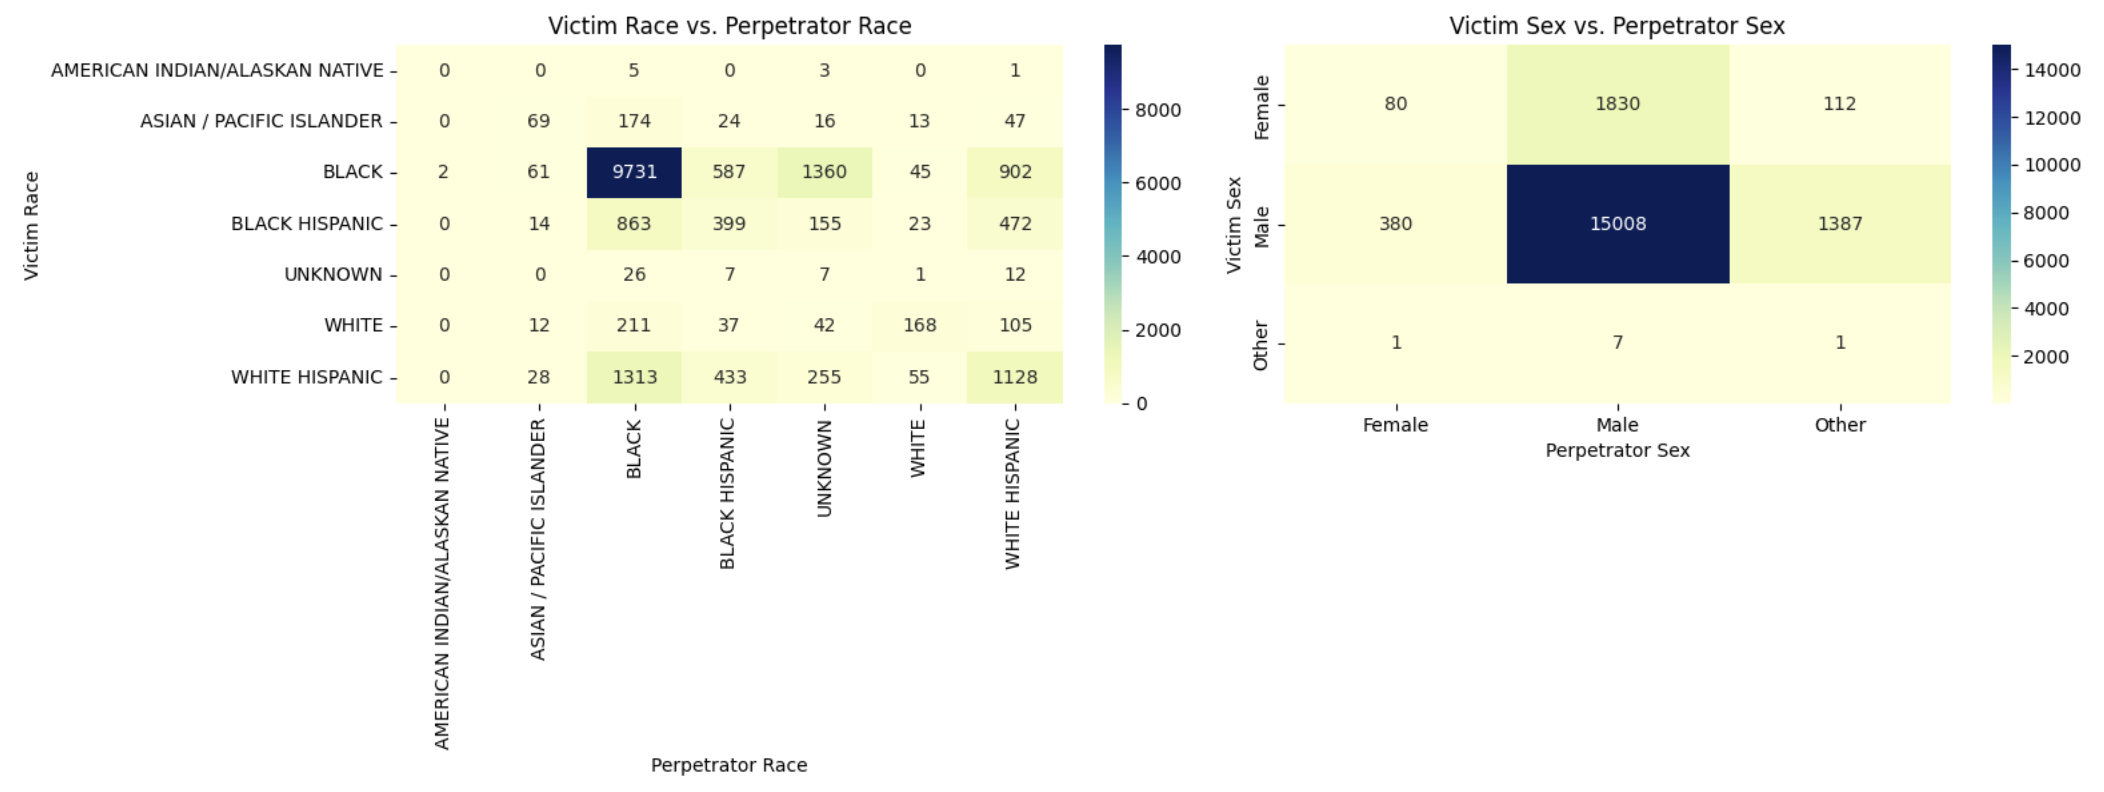 Victim Race vs. Perpetrator Race
Victim Race
AMERICAN INDIAN/ALASKAN NATIVE 0 0 5 0 3 0 1
ASIAN / PACIFIC ISLANDER 0 69 174 24 16 13 47
BLACK 2 61 9731 587 1360 45 902
BLACK HISPANIC 0 14 863 399 155 23 472
UNKNOWN 0 0 26 7 7 1 12
WHITE 0 12 211 37 42 168 105
WHITE HISPANIC 0 28 1313 433 255 55 1128
AMERICAN INDIAN/ALASKAN NATIVE
ASIAN / PACIFIC ISLANDER
BLACK
BLACK HISPANIC
UNKNOWN
WHITE
WHITE HISPANIC
Perpetrator Race
8000
6000
4000
2000
0
Victim Sex vs. Perpetrator Sex
Victim Sex
Female 80 1830 112
Male 380 15008 1387
Other 1 7 1
Female Male Other
Perpetrator Sex
14000
12000
10000
8000
6000
4000
2000